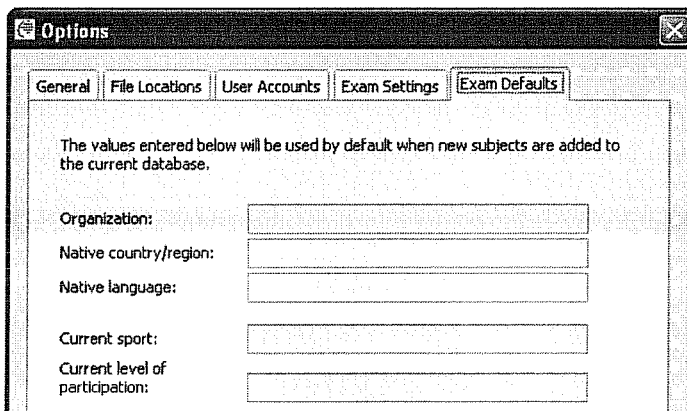 Options
General File Locations User Accounts Exam Settings Exam Defaults
The values entered below will be used by default when new subjects are added to
the current database.
Organization:
Native country/region:
Native language:
Current sport:
Current level of
participation: